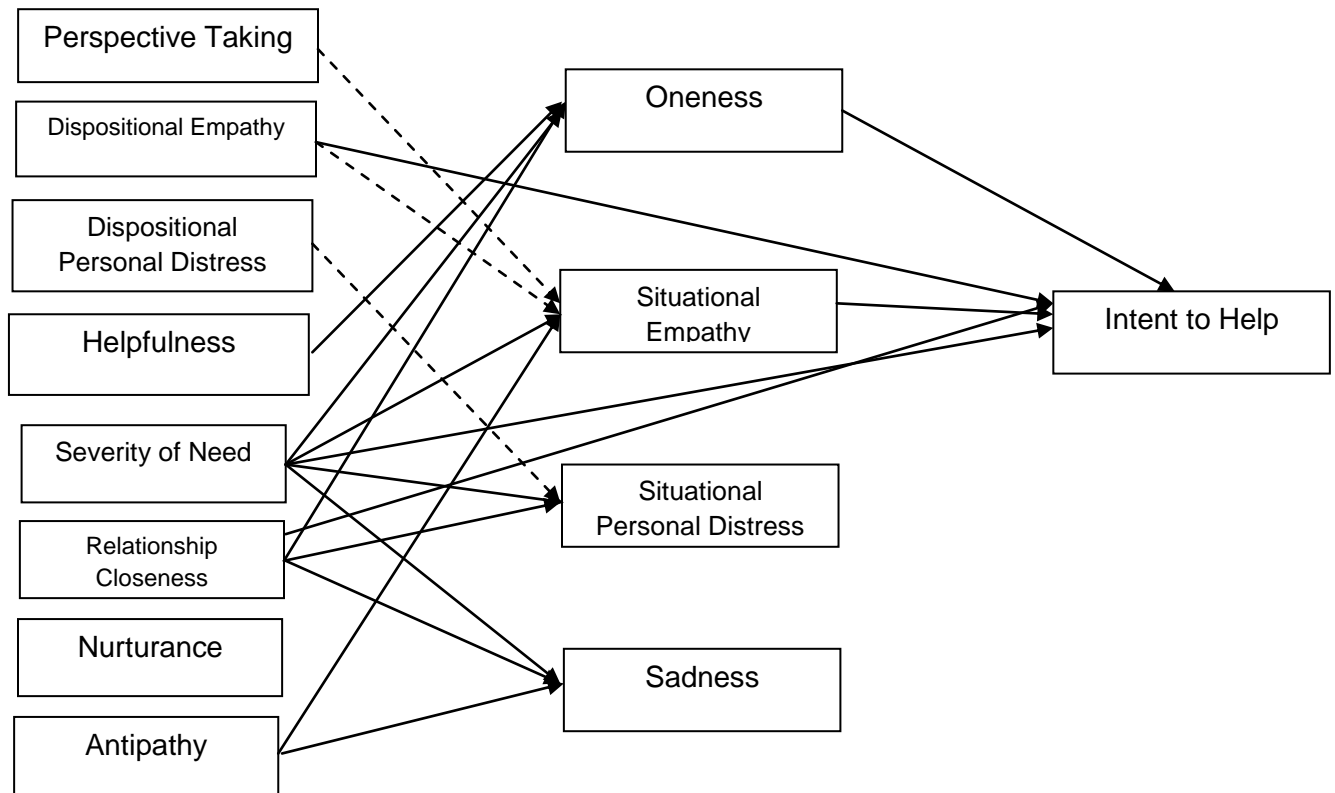 Perspective Taking
Dispositional Empathy
Dispositional
Personal Distress
Helpfulness
Severity of Need
Relationship
Closeness
Nurturance
Antipathy
Oneness
Situational
Empathy
Situational
Personal Distress
Sadness
Intent to Help